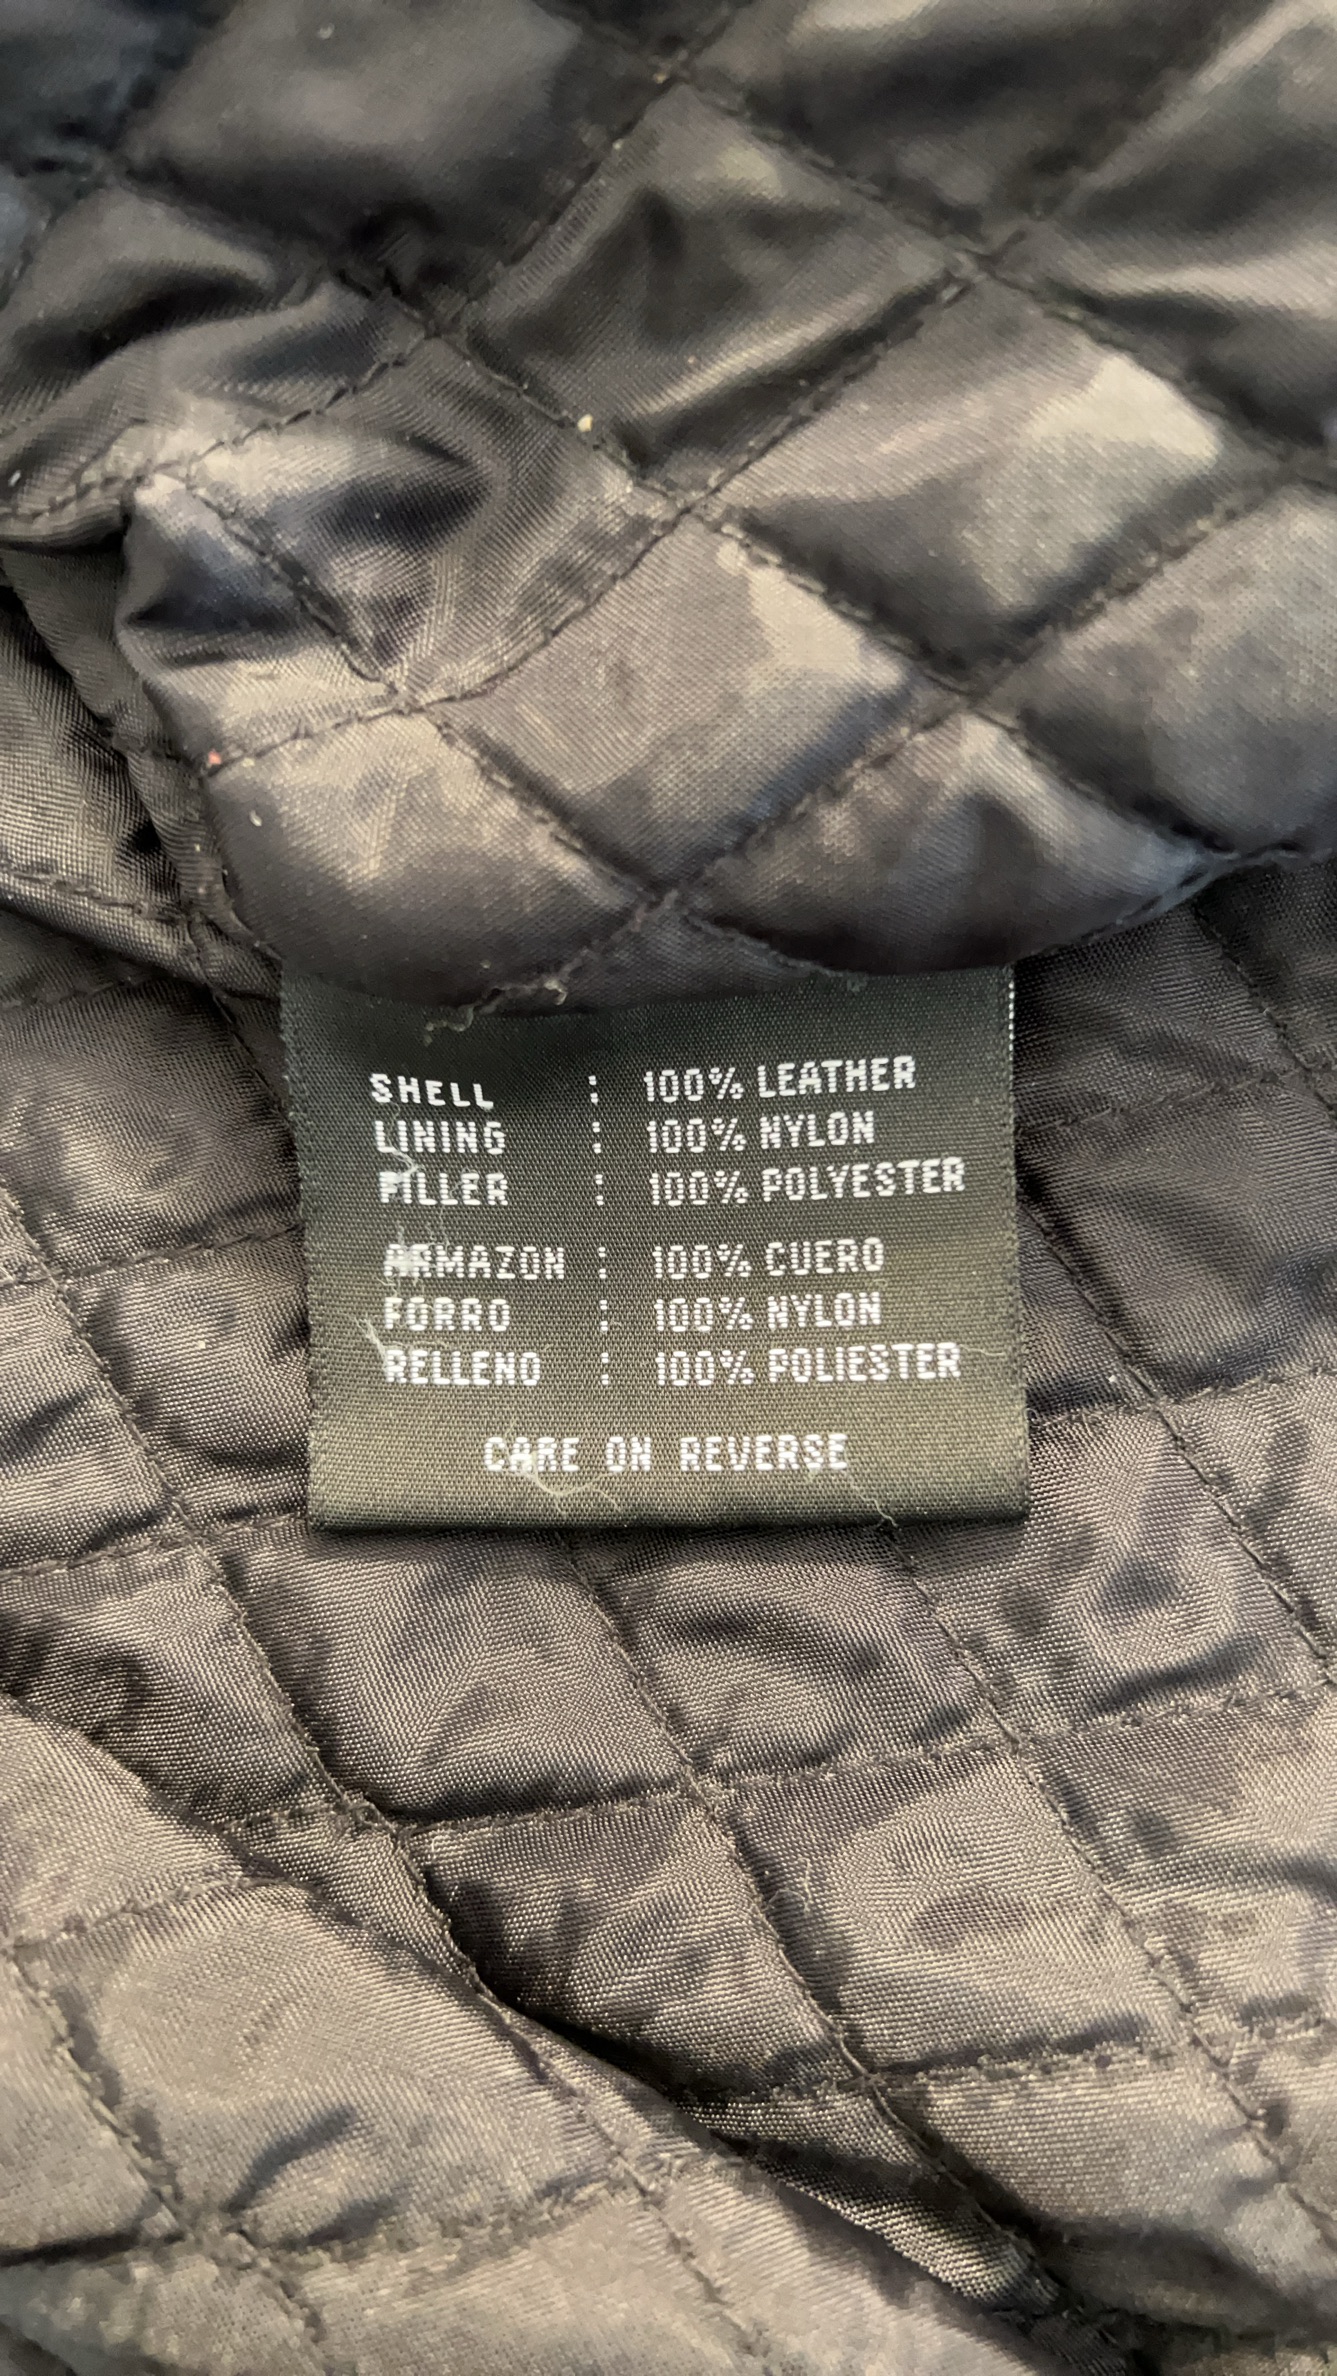 SHELL : 100% LEATHER
LINING : 100% NYLON
FILLER : 100% POLYESTER
ARMAZON : 100% CUERO
FORRO : 100% NYLON
RELLENO : 100% POLIESTER
CARE ON REVERSE